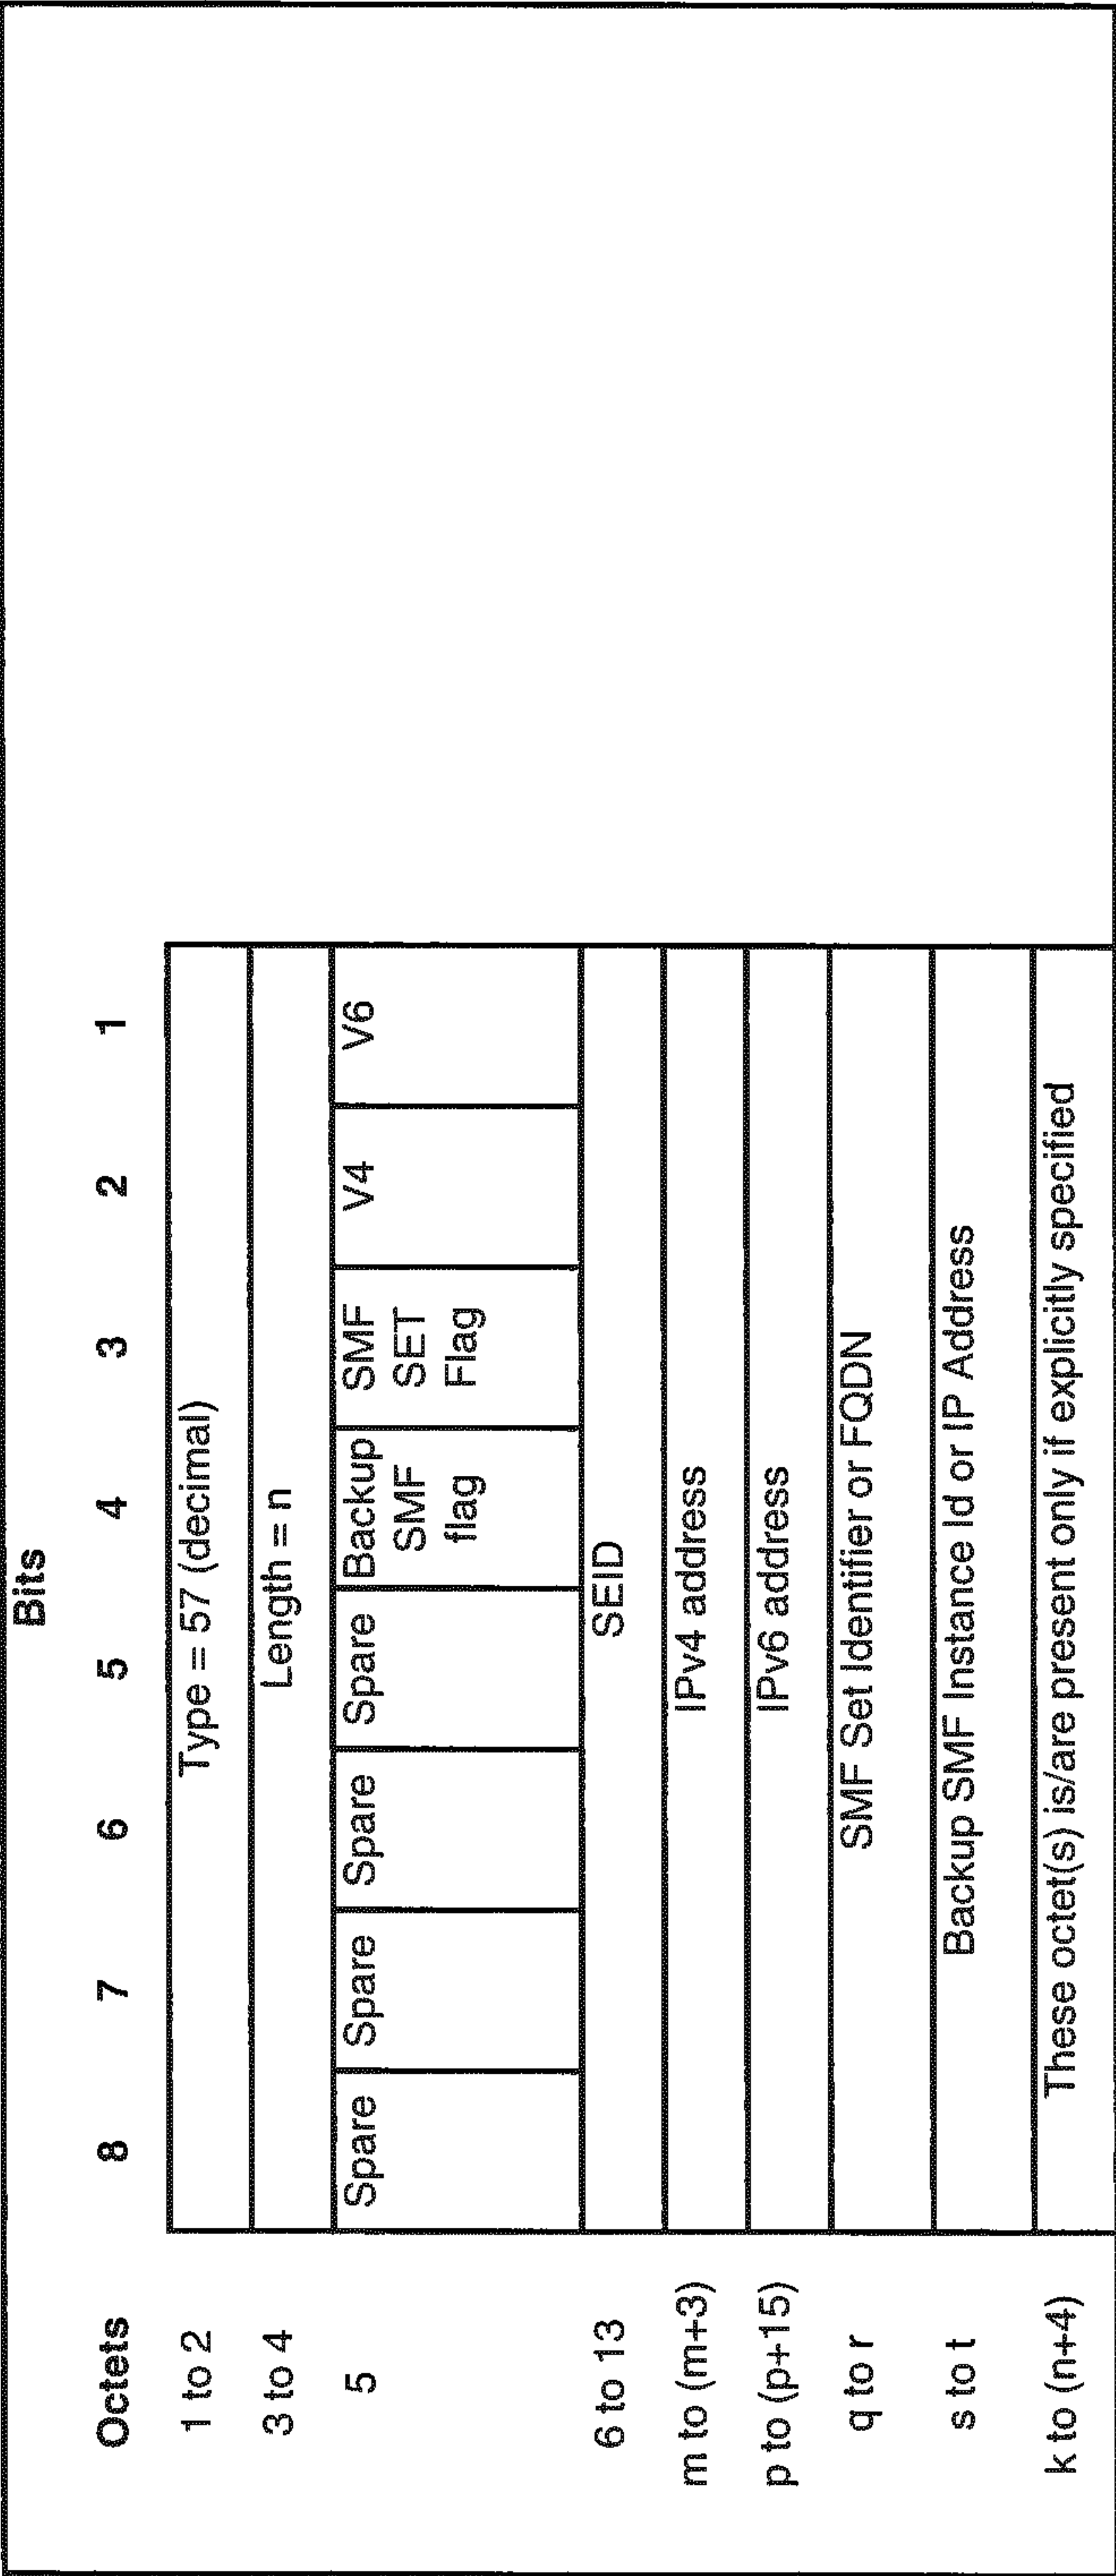 Bits
Octets 8 7 6 5 4 3 2 1
1 to 2 Type = 57 (decimal)
3 to 4 Length = n
5 Spare Spare Spare Spare Backup SMF V4 V6
SMF SET
flag Flag
6 to 13 SEID
m to (m+3) IPv4 address
p to (p+15) IPv6 address
q to r SMF Set Identifier or FQDN
s to t Backup SMF Instance Id or IP Address
k to (n+4) These octet(s) is/are present only if explicitly specified